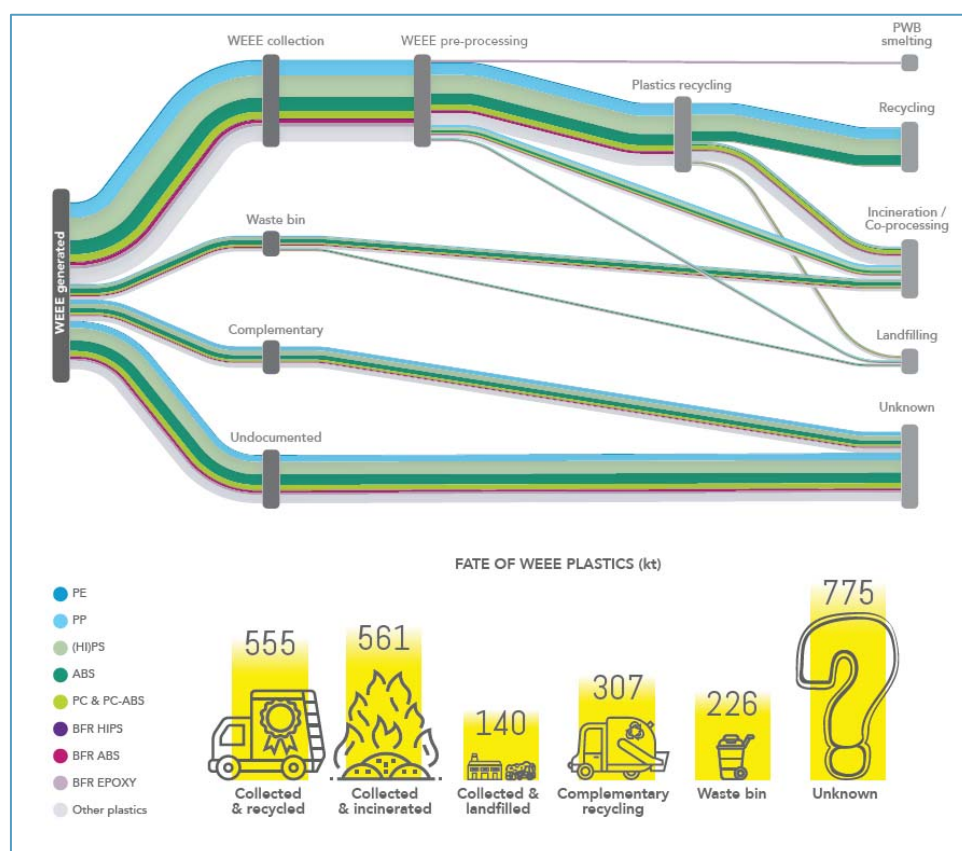 WEEE collection
WEEE pre-processing
PWB
smelting
Plastics recycling
Recycling
WEEE generated
Waste bin
Incineration /
Co-processing
Complementary
Landfilling
Undocumented
Unknown
FATE OF WEEE PLASTICS (kt)
PE
PP
(HI)PS
ABS
PC & PC-ABS
BFR HIPS
BFR ABS
BFR EPOXY
Other plastics
555
561
140
307
226
775
Collected
& recycled
Collected
& incinerated
Collected &
landfilled
Complementary
recycling
Waste bin
Unknown